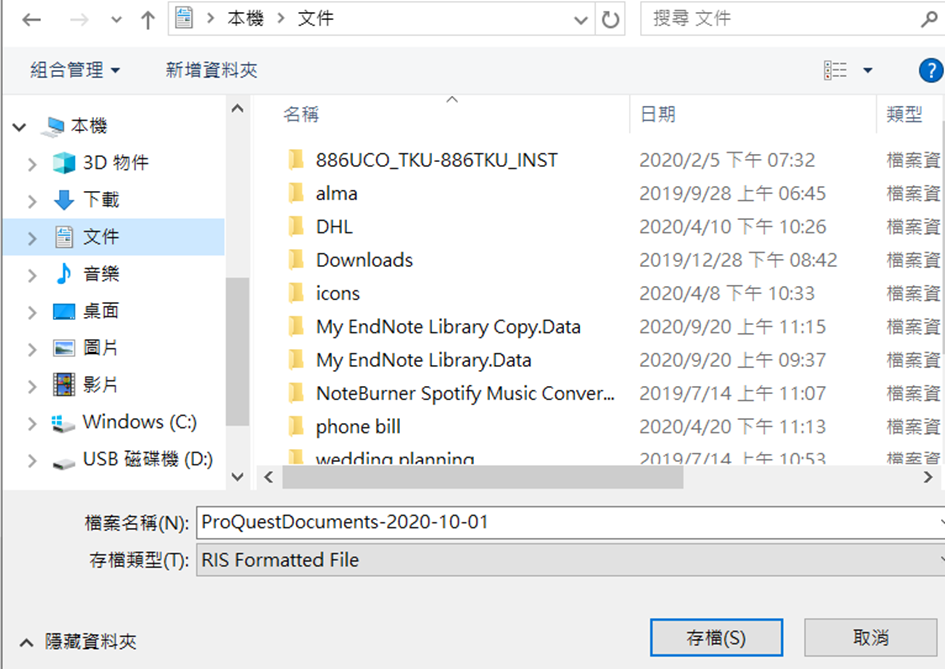 本機 文件 搜尋 文件
組合管理 新增資料夾 ?
名稱 日期 類型
本機
3D 物件
下載
文件
音樂
桌面
圖片
影片
Windows (C:)
USB 磁碟機 (D:)
886UCO_TKU-886TKU_INST 2020/2/5 下午 07:32 檔案資
alma 2019/9/28 上午 06:45 檔案資
DHL 2020/4/10 下午 10:26 檔案資
Downloads 2019/12/28 下午 08:42 檔案資
icons 2020/4/8 下午 10:33 檔案資
My EndNote Library Copy.Data 2020/9/20 上午 11:15 檔案資
My EndNote Library.Data 2020/9/20 上午 09:37 檔案資
NoteBurner Spotify Music Conver... 2019/7/14 上午 11:07 檔案資
phone bill 2020/4/20 下午 11:13 檔案資
wedding planning 2019/7/14 上午 10:53 檔案資
檔案名稱(N): ProQuestDocuments-2020-10-01
存檔類型(T): RIS Formatted File
隱藏資料夾 存檔(S) 取消